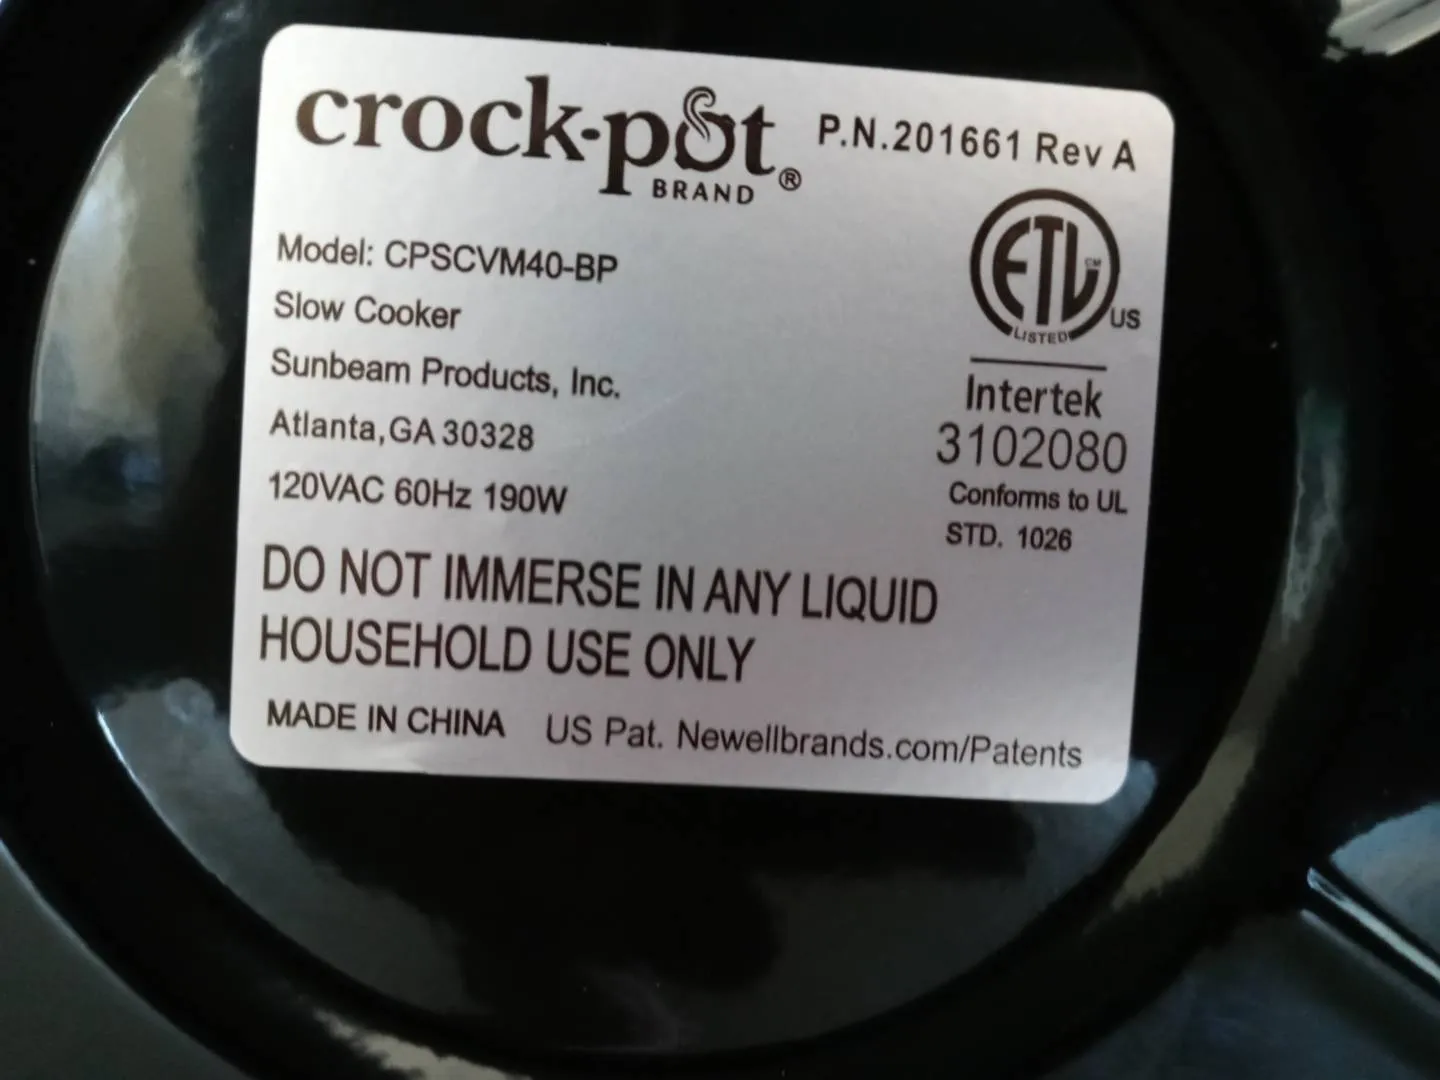 crock-pot®
BRAND
P.N.201661 Rev A
Model: CPSCVM40-BP
Slow Cooker
Sunbeam Products, Inc.
Atlanta,GA 30328
120VAC 60Hz 190W
ETL CM
LISTED
US
Intertek
3102080
Conforms to UL
STD. 1026
DO NOT IMMERSE IN ANY LIQUID
HOUSEHOLD USE ONLY
MADE IN CHINA US Pat. Newellbrands.com/Patents